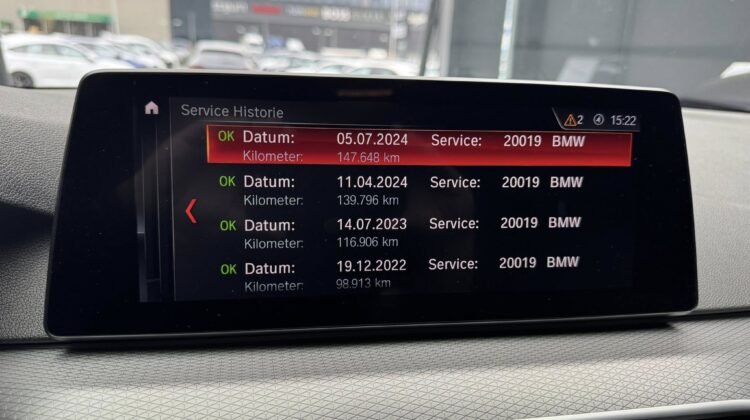 Service Historie
2 15:22
OK Datum: 05.07.2024 Service: 20019 BMW
Kilometer: 147.648 km
OK Datum: 11.04.2024 Service: 20019 BMW
Kilometer: 139.796 km
OK Datum: 14.07.2023 Service: 20019 BMW
Kilometer: 116.906 km
OK Datum: 19.12.2022 Service: 20019 BMW
Kilometer: 98.913 km